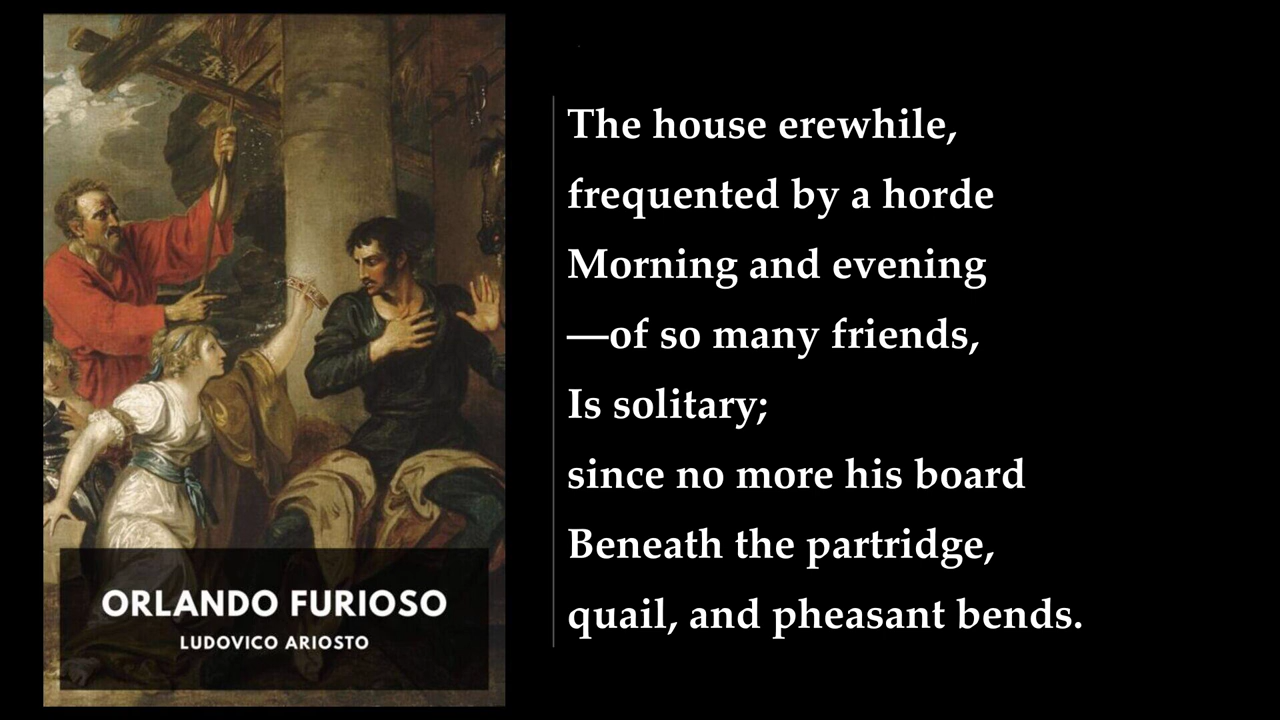 ORLANDO FURIOSO
LUDOVICO ARIOSTO
The house erewhile,
frequented by a horde
Morning and evening
—of so many friends,
Is solitary;
since no more his board
Beneath the partridge,
quail, and pheasant bends.